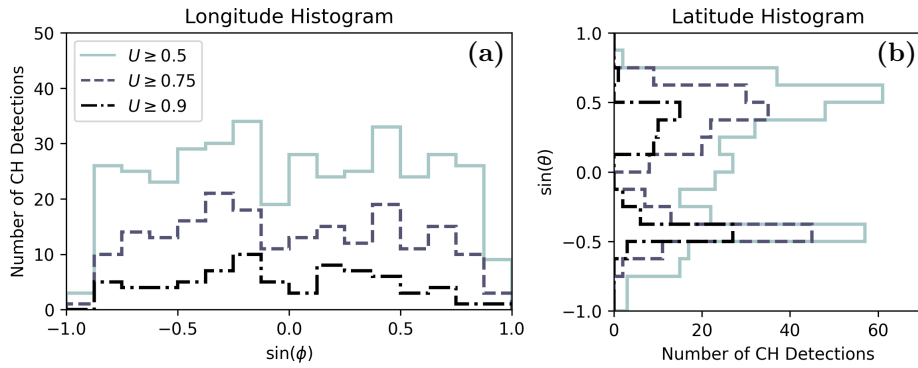 Longitude Histogram
(a)
U ≥ 0.5
U ≥ 0.75
U ≥ 0.9
Number of CH Detections
50
40
30
20
10
0
−1.0 −0.5 0.0 0.5 1.0
sin(ϕ)
Latitude Histogram
(b)
sin(θ)
1.0
0.5
0.0
−0.5
−1.0
0 20 40 60
Number of CH Detections